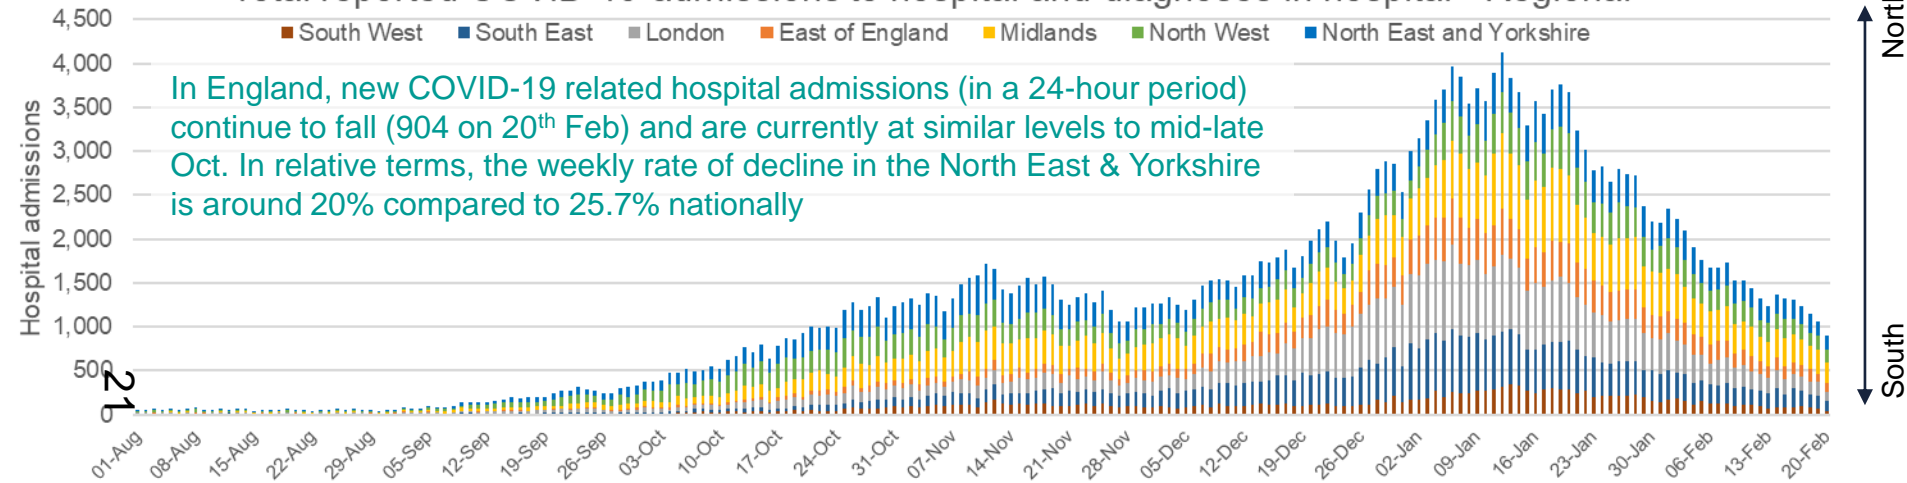 Total reported COVID-19 admissions to hospital and diagnoses in hospital - Regional
4,500
4,000
3,500
3,000
2,500
2,000
1,500
1,000
500
0
Hospital admissions
South West South East London East of England Midlands North West North East and Yorkshire
In England, new COVID-19 related hospital admissions (in a 24-hour period)
continue to fall (904 on 20th Feb) and are currently at similar levels to mid-late
Oct. In relative terms, the weekly rate of decline in the North East & Yorkshire
is around 20% compared to 25.7% nationally
21
01-Aug 08-Aug 15-Aug 22-Aug 29-Aug 05-Sep 12-Sep 19-Sep 26-Sep 03-Oct 10-Oct 17-Oct 24-Oct 31-Oct 07-Nov 14-Nov 21-Nov 28-Nov 05-Dec 12-Dec 19-Dec 26-Dec 02-Jan 09-Jan 16-Jan 23-Jan 30-Jan 06-Feb 13-Feb 20-Feb
North
South